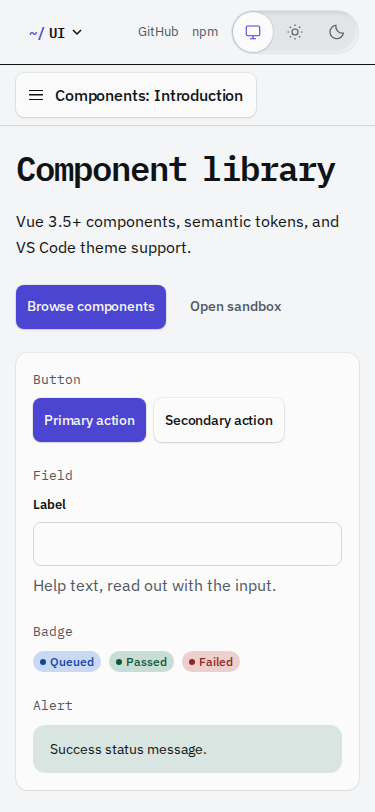 ~/ UI
GitHub npm
Components: Introduction
Component library
Vue 3.5+ components, semantic tokens, and
VS Code theme support.
Browse components Open sandbox
Button
Primary action Secondary action
Field
Label
Help text, read out with the input.
Badge
Queued Passed Failed
Alert
Success status message.